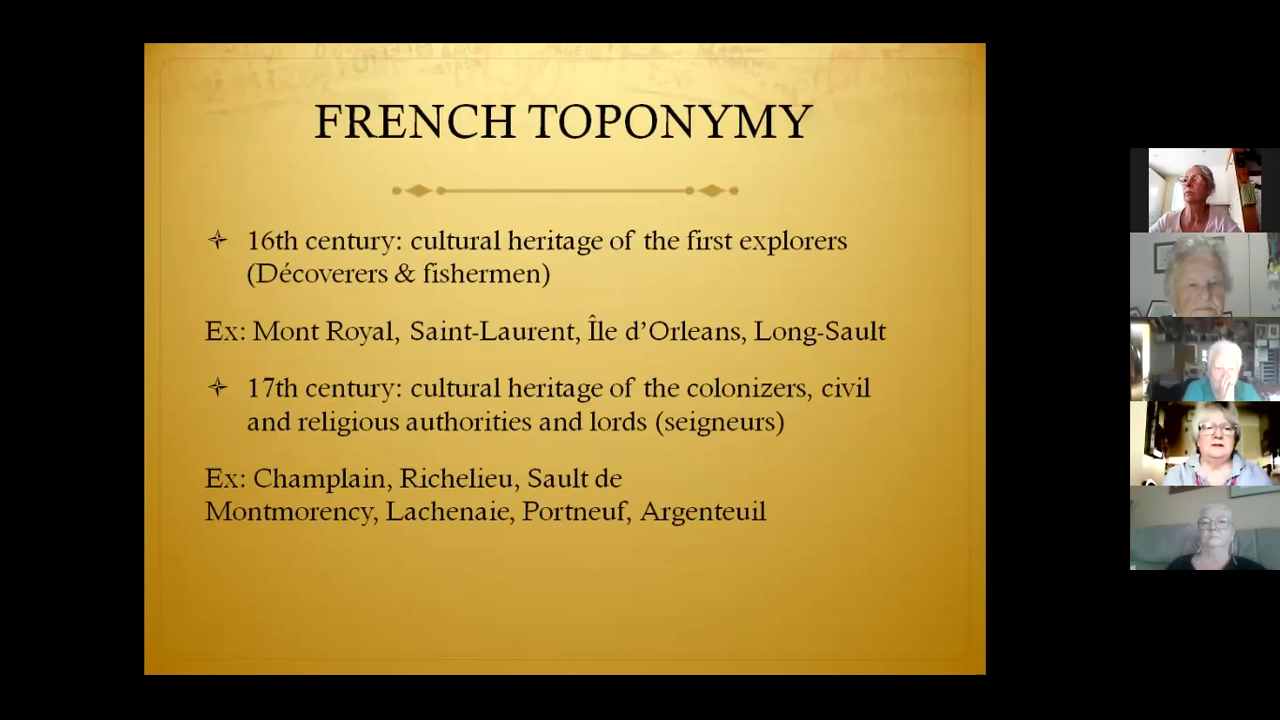 FRENCH TOPONYMY
16th century: cultural heritage of the first explorers
(Décoverers & fishermen)
Ex: Mont Royal, Saint-Laurent, Île d’Orleans, Long-Sault
17th century: cultural heritage of the colonizers, civil
and religious authorities and lords (seigneurs)
Ex: Champlain, Richelieu, Sault de
Montmorency, Lachenaie, Portneuf, Argenteuil